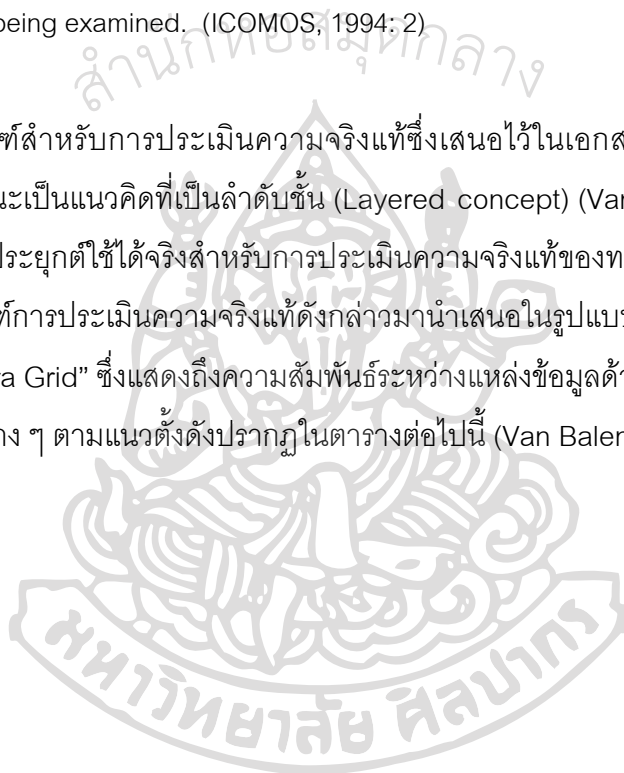 being examined. (ICOMOS, 1994: 2)
สำนักหอสมุดกลาง
ฑ์สำหรับการประเมินความจริงแท้ซึ่งเสนอไว้ในเอกส
นะเป็นแนวคิดที่เป็นลำดับชั้น (Layered concept) (Van
ประยุกต์ใช้ได้จริงสำหรับการประเมินความจริงแท้ของท
ฑ์การประเมินความจริงแท้ดังกล่าวมานำเสนอในรูปแบบ
a Grid” ซึ่งแสดงถึงความสัมพันธ์ระหว่างแหล่งข้อมูลด้า
าง ๆ ตามแนวตั้งดังปรากฏในตารางต่อไปนี้ (Van Balen
มหาวิทยาลัย ศิลปากร